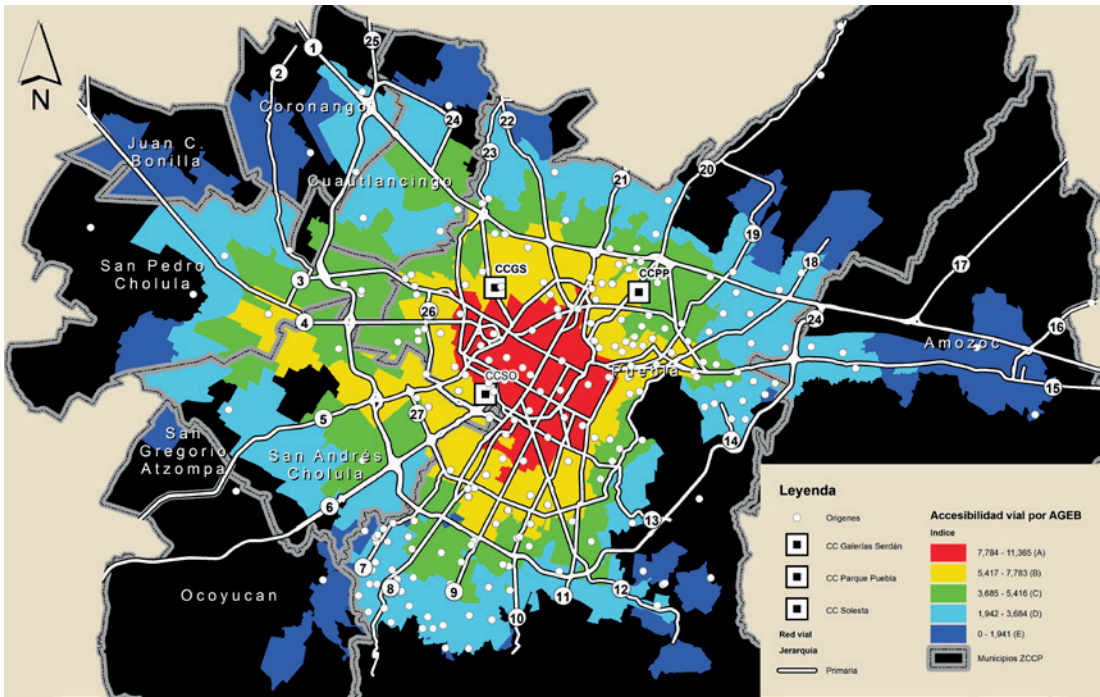 1
25
2
N
Coronango
24
22
23
Juan C.
Bonilla
Cuautlancingo
21
20
19
18
17
San Pedro
Cholula
3
CCGS
CCPP
4
26
24
16
Amozoc
Puebla
15
CCSO
5
27
14
San
Gregorio
Atzompa
San Andrés
Cholula
6
13
7
8
9
10
11
12
Ocoyucan
Leyenda
Origenes
CC Galerías Serdán
CC Parque Puebla
CC Solesta
Red vial
Jerarquía
Primaria
Accesibilidad vial por AGEB
Indice
7,784 - 11,365 (A)
5,417 - 7,783 (B)
3,685 - 5,416 (C)
1,942 - 3,684 (D)
0 - 1,941 (E)
Municipios ZCCP